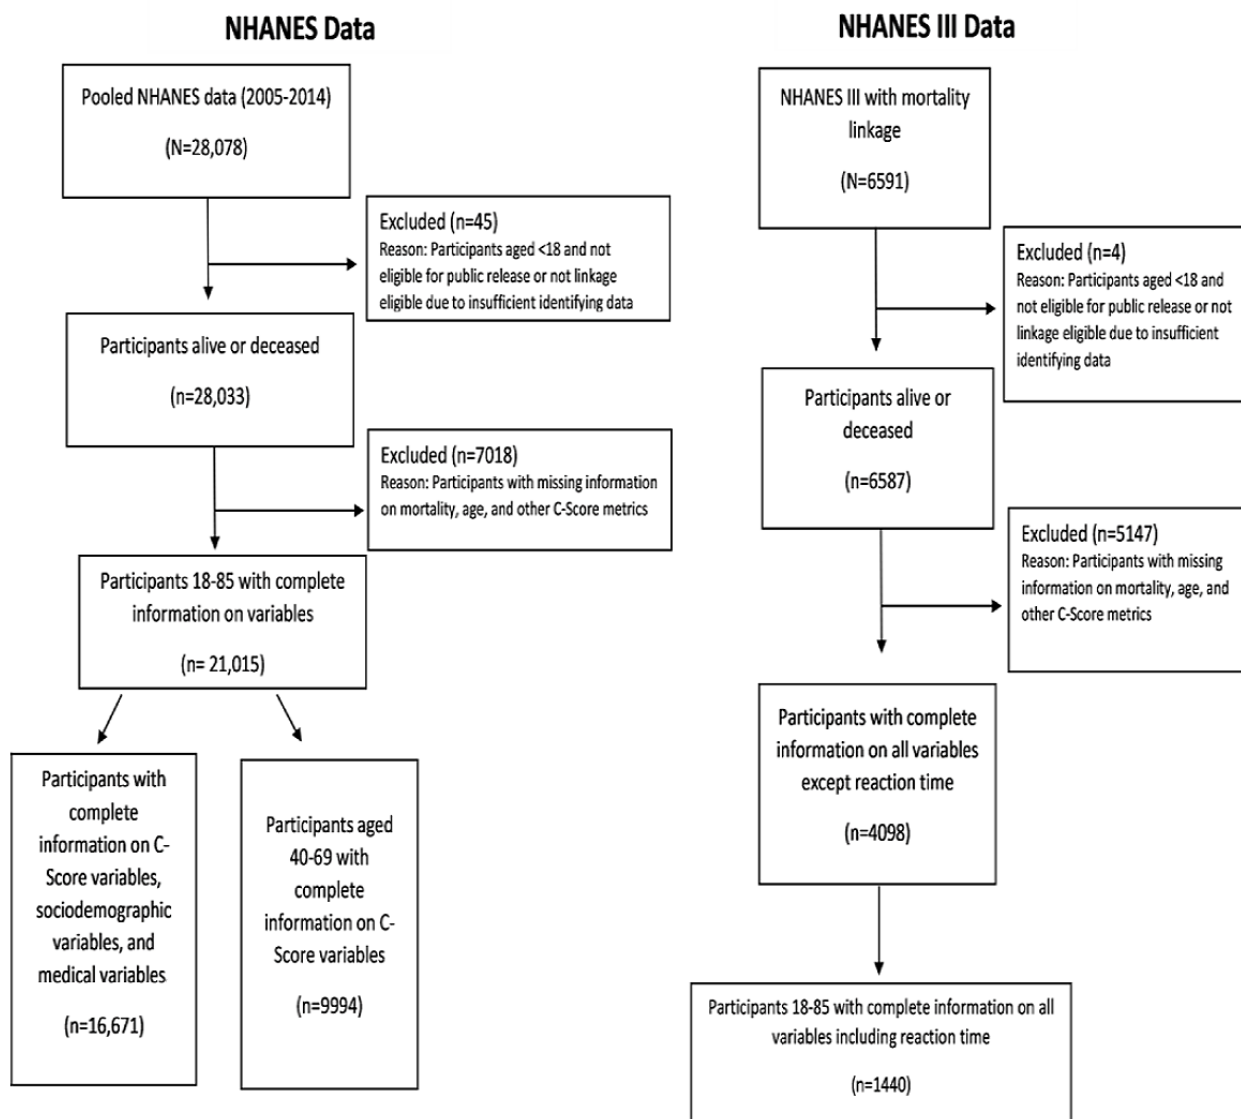 NHANES Data
Pooled NHANES data (2005-2014)
(N=28,078)
Excluded (n=45)
Reason: Participants aged <18 and not
eligible for public release or not linkage
eligible due to insufficient identifying data
Participants alive or deceased
(n=28,033)
Excluded (n=7018)
Reason: Participants with missing information
on mortality, age, and other C-Score metrics
Participants 18-85 with complete
information on variables
(n= 21,015)
Participants with
complete
information on C-
Score variables,
sociodemographic
variables, and
medical variables
(n=16,671)
Participants aged
40-69 with
complete
information on C-
Score variables
(n=9994)
NHANES III Data
NHANES III with mortality
linkage
(N=6591)
Excluded (n=4)
Reason: Participants aged <18 and
not eligible for public release or not
linkage eligible due to insufficient
identifying data
Participants alive or
deceased
(n=6587)
Excluded (n=5147)
Reason: Participants with missing
information on mortality, age, and
other C-Score metrics
Participants with complete
information on all variables
except reaction time
(n=4098)
Participants 18-85 with complete information on all
variables including reaction time
(n=1440)